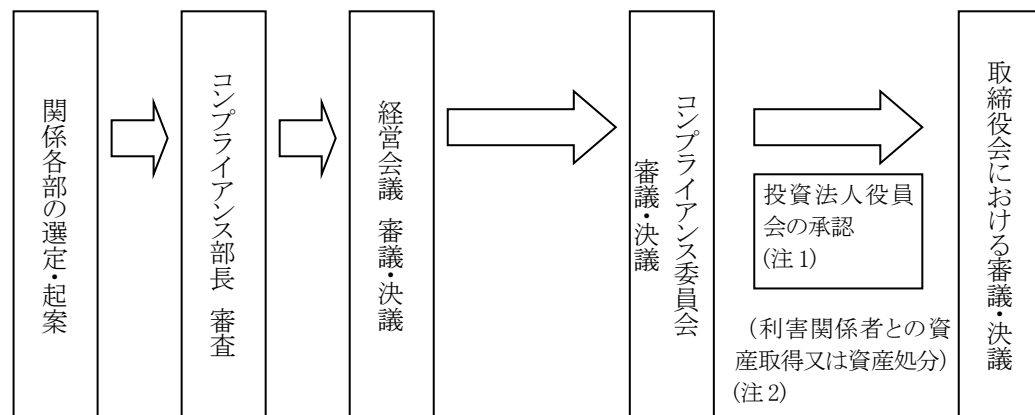 関係各部の選定・起案
コンプライアンス部長 審査
経営会議 審議・決議
コンプライアンス委員会
審議・決議
投資法人役員
会の承認
(注 1)
（利害関係者との資
産取得又は資産処分）
(注 2)
取締役会における審議・決議